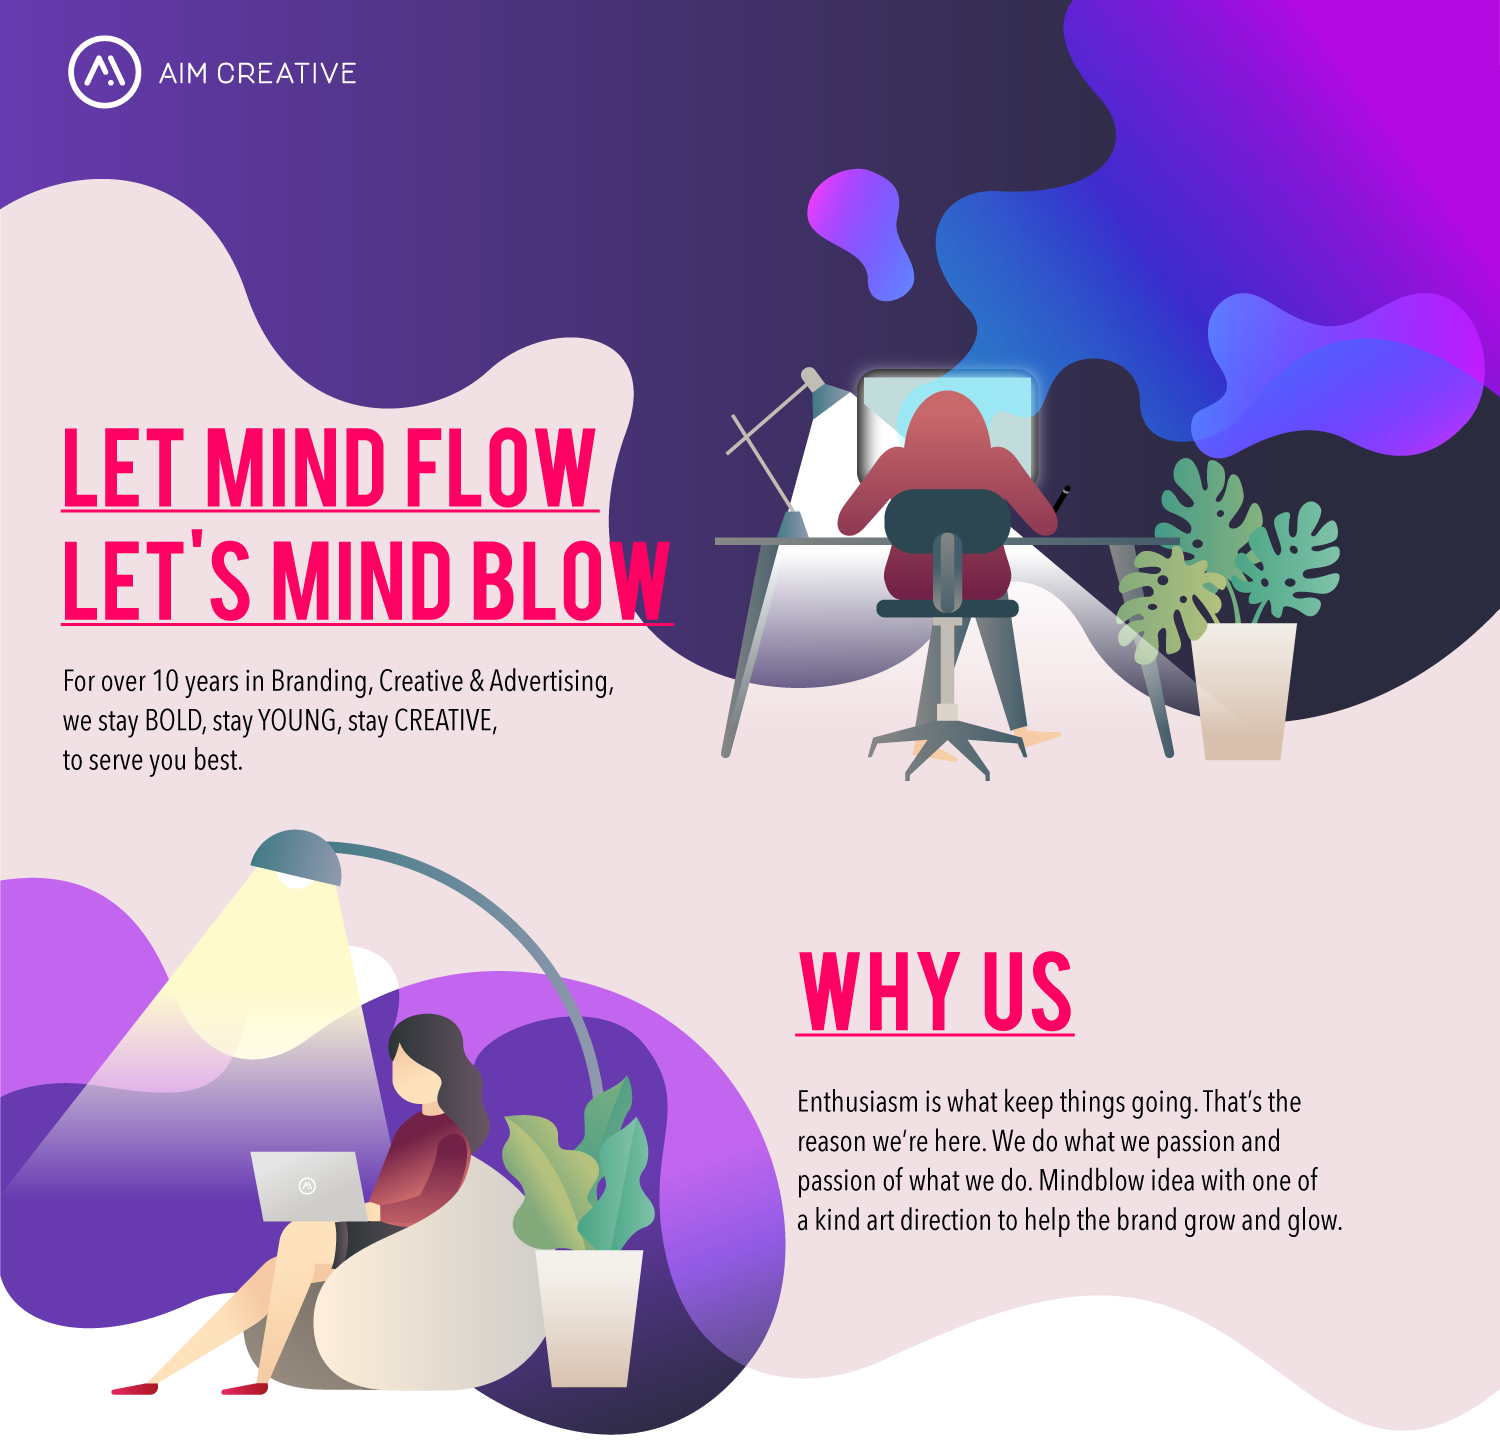 AIM CREATIVE
LET MIND FLOW
LET'S MIND BLOW
For over 10 years in Branding, Creative & Advertising,
we stay BOLD, stay YOUNG, stay CREATIVE,
to serve you best.
WHY US
Enthusiasm is what keep things going. That's the
reason we're here. We do what we passion and
passion of what we do. Mindblow idea with one of
a kind art direction to help the brand grow and glow.